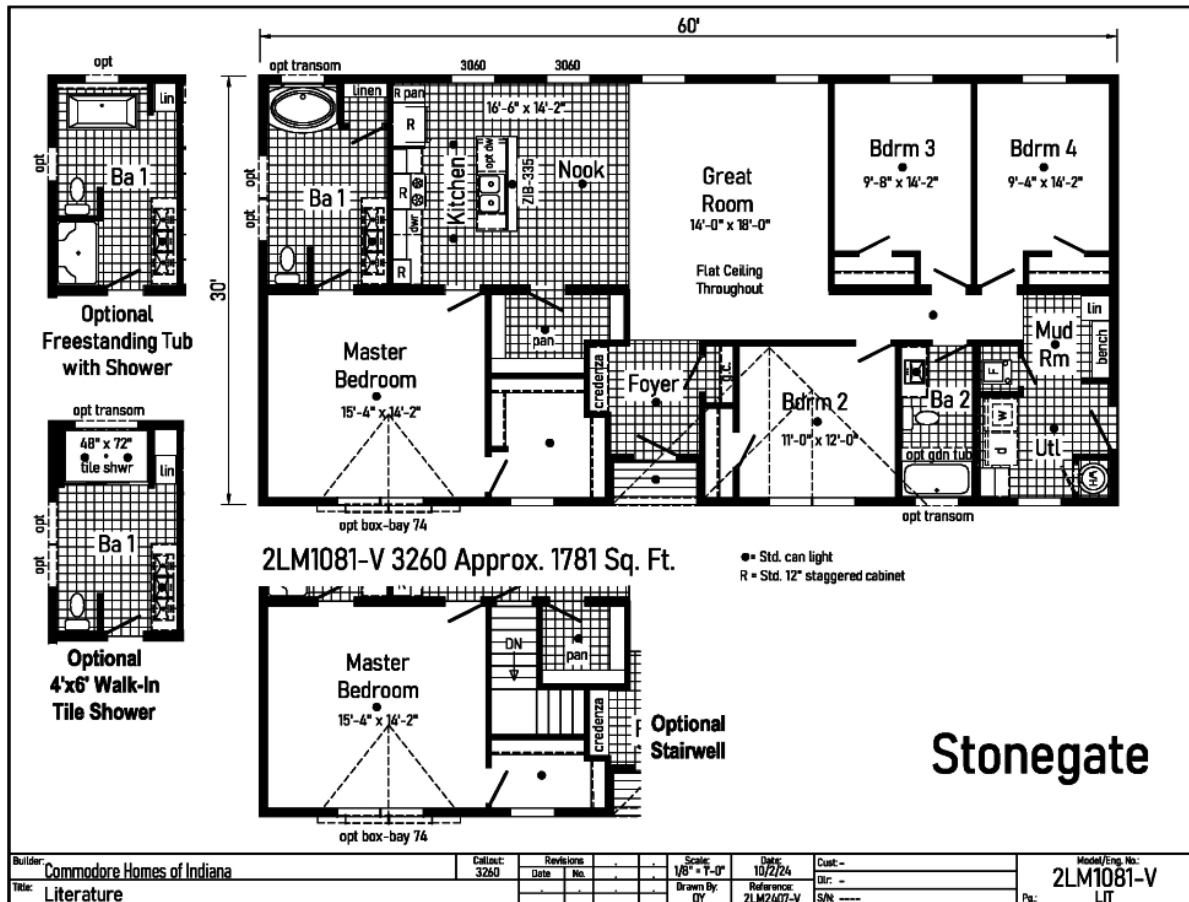 60'
opt
opt transom
3060
3060
linen
R pan
16'-6" x 14'-2"
lin
R
opt
opt
opt
Ba 1
Ba 1
R
dwr
R
Kitchen
opt dw
ZIB-335
Nook
Great
Room
14'-0" x 18'-0"
Flat Ceiling
Throughout
Bdrm 3
9'-8" x 14'-2"
Bdrm 4
9'-4" x 14'-2"
30'
Optional
Freestanding Tub
with Shower
Master
Bedroom
15'-4" x 14'-2"
pan
credenza
Foyer
g.c.
Bdrm 2
11'-0" x 12'-0"
Ba 2
opt gdn tub
F
Mud
Rm
lin
bench
W
d
Utl
HW
opt transom
opt box-bay 74
opt transom
48" x 72"
tile shwr
lin
opt
opt
Ba 1
Optional
4'x6' Walk-In
Tile Shower
2LM1081-V 3260 Approx. 1781 Sq. Ft.
● = Std. can light
R = Std. 12" staggered cabinet
Master
Bedroom
15'-4" x 14'-2"
DN
pan
credenza
Optional
Stairwell
opt box-bay 74
Stonegate
Builder: Commodore Homes of Indiana
Title: Literature
Callout:
3260
Revisions
Date No.
Scale:
1/8" = 1'-0"
Drawn By:
Date:
10/2/24
Reference:
2LM2407-V
Cust: -
Dlr: -
S/N: ----
Model/Eng. No.:
2LM1081-V
Pg.: LIT